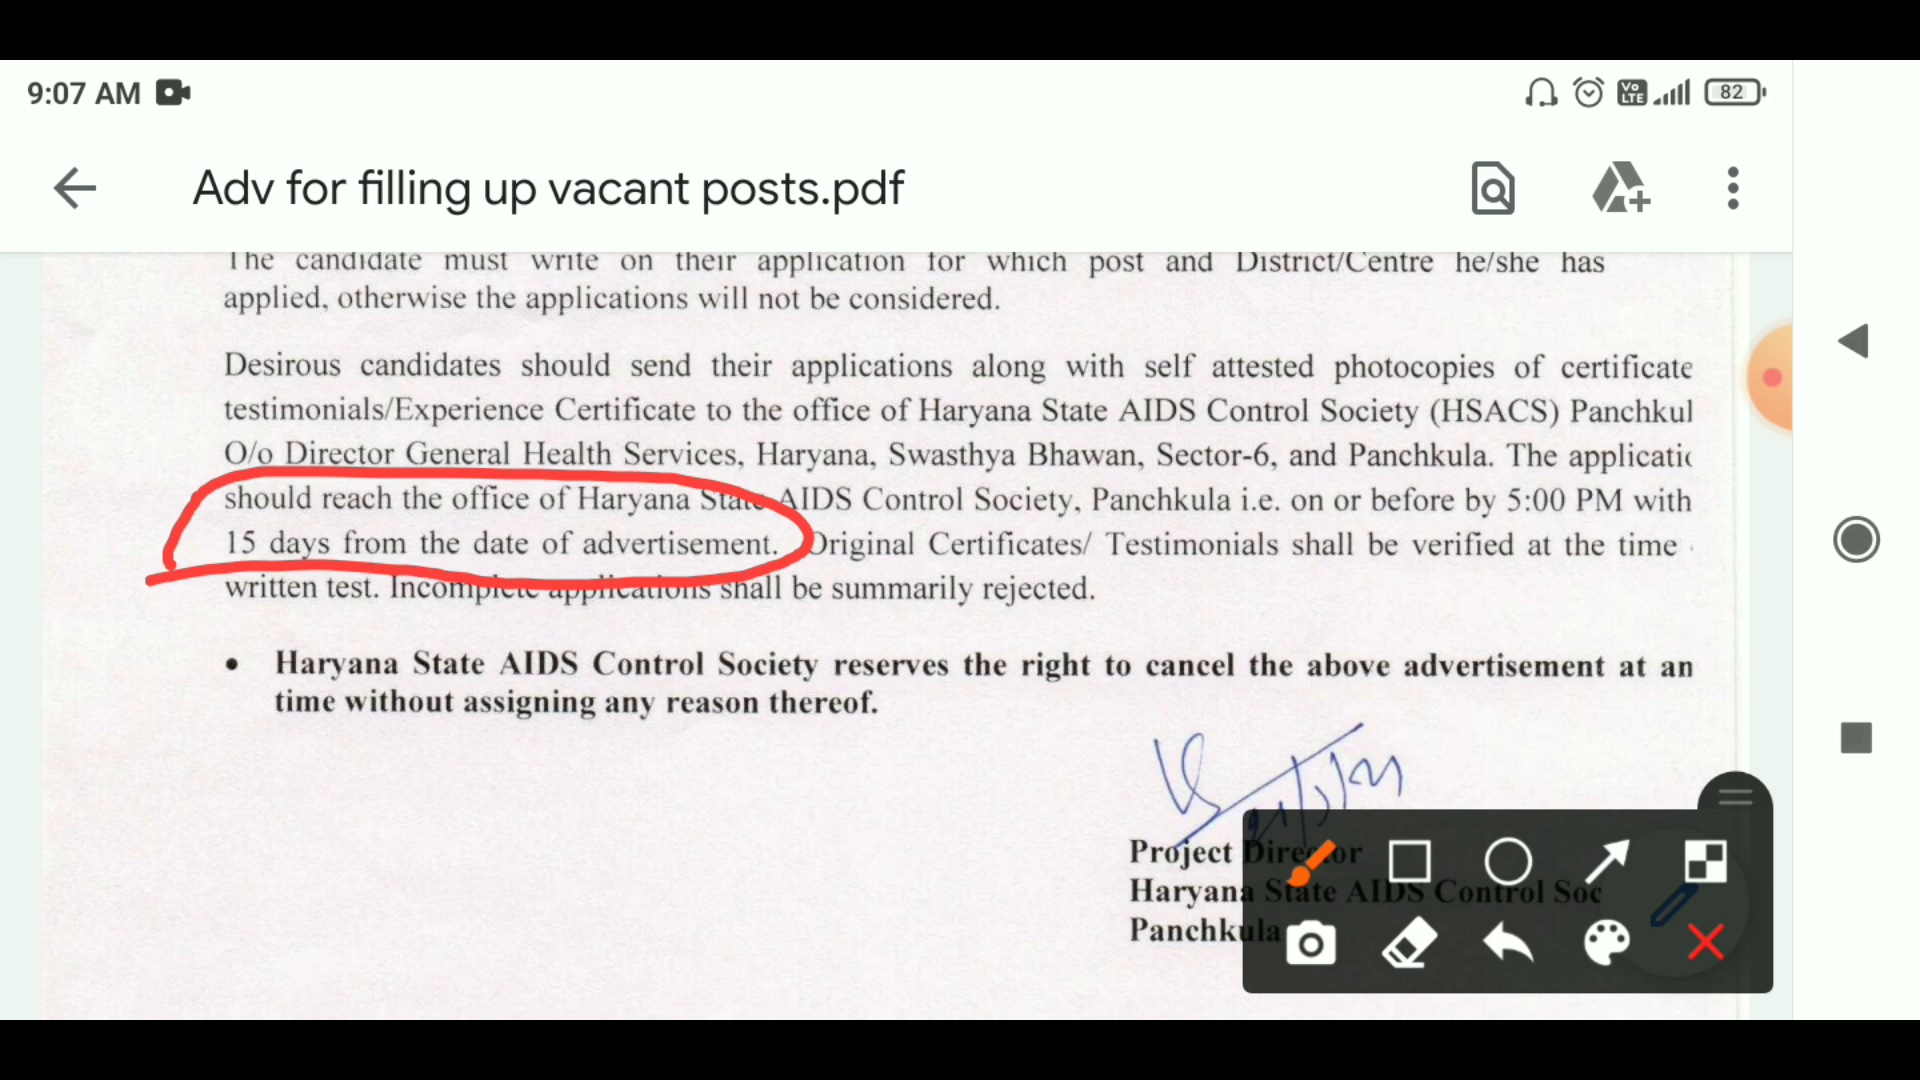 9:07 AM
Vo LTE
82
Adv for filling up vacant posts.pdf
The candidate must write on their application for which post and District/Centre he/she has
applied, otherwise the applications will not be considered.
Desirous candidates should send their applications along with self attested photocopies of certificate
testimonials/Experience Certificate to the office of Haryana State AIDS Control Society (HSACS) Panchkul
O/o Director General Health Services, Haryana, Swasthya Bhawan, Sector-6, and Panchkula. The applicatic
should reach the office of Haryana State AIDS Control Society, Panchkula i.e. on or before by 5:00 PM with
15 days from the date of advertisement. Original Certificates/ Testimonials shall be verified at the time
written test. Incomplete applications shall be summarily rejected.
• Haryana State AIDS Control Society reserves the right to cancel the above advertisement at an
time without assigning any reason thereof.
Project Director
Haryana State AIDS Control Soc
Panchkula